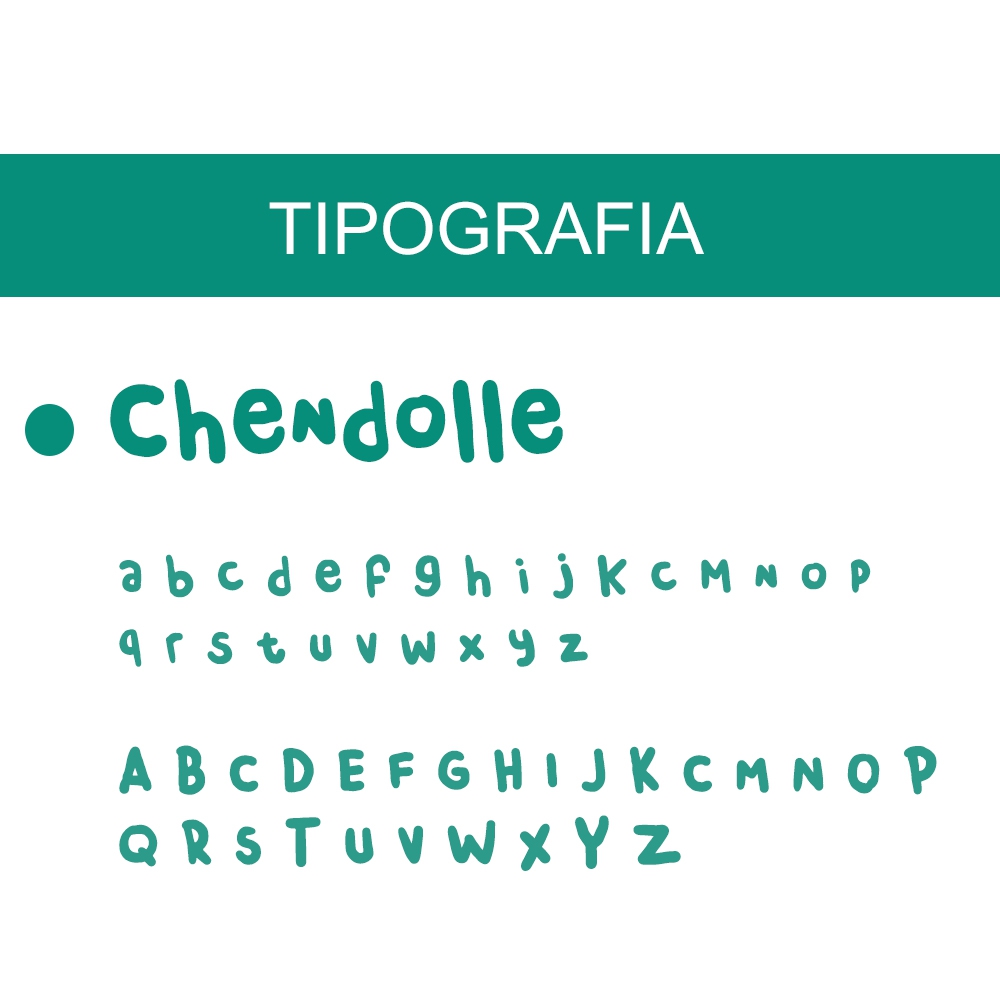 TIPOGRAFIA
Chendolle
a b c d e f g h i j k c M N o p
q r s t u v w x y z
A B C D E F G H I J K C M N O P
Q R S T U V W X Y Z